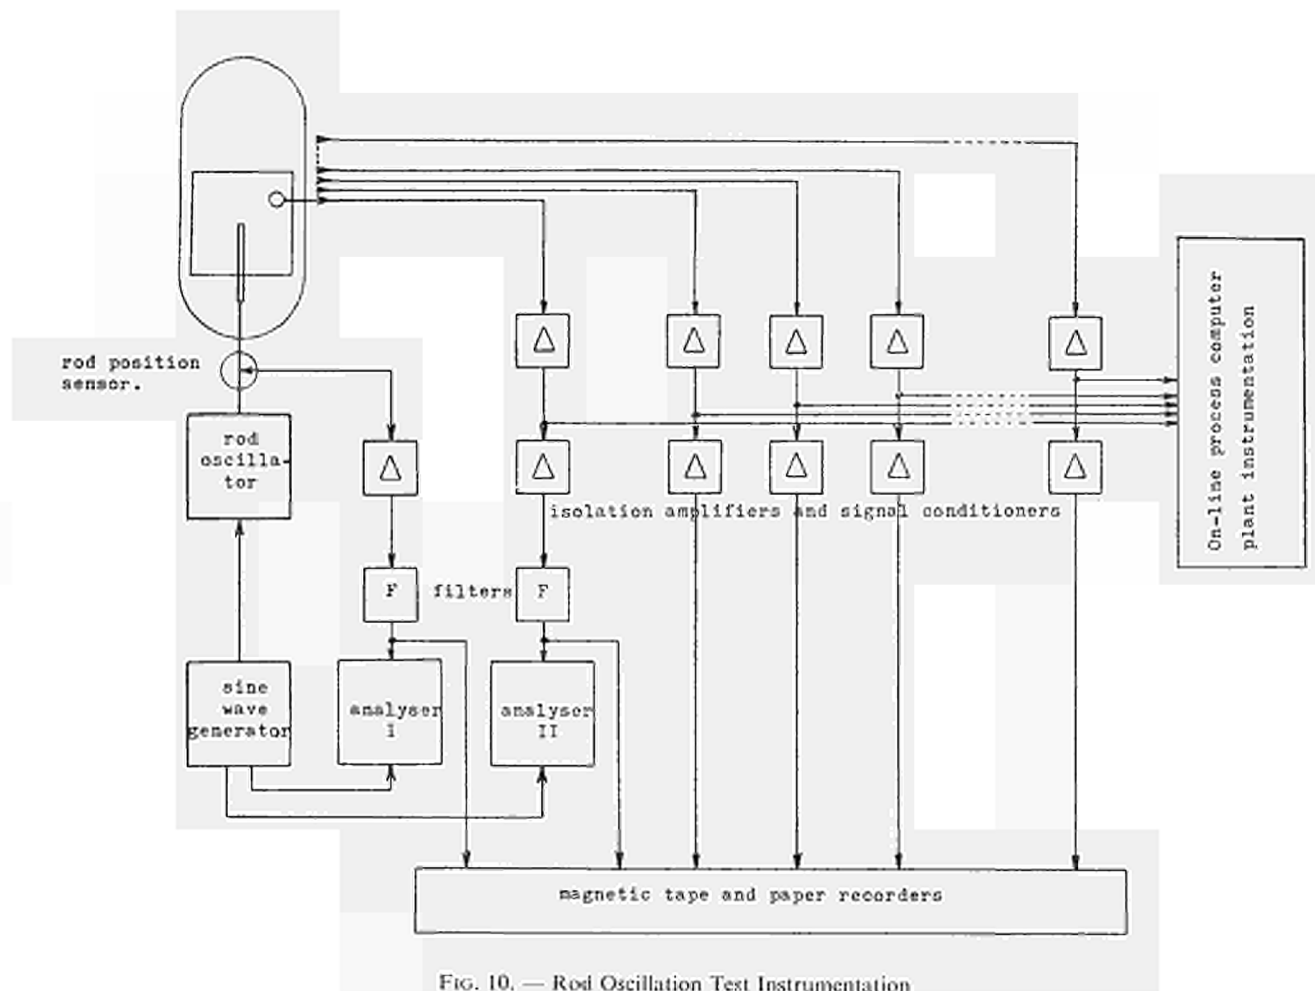 rod position
sensor.
rod
oscilla-
tor
isolation amplifiers and signal conditioners
On-line process computer
plant instrumentation
F
filters
F
sine
wave
generator
analyser
I
analyser
II
magnetic tape and paper recorders
FIG. 10. — Rod Oscillation Test Instrumentation